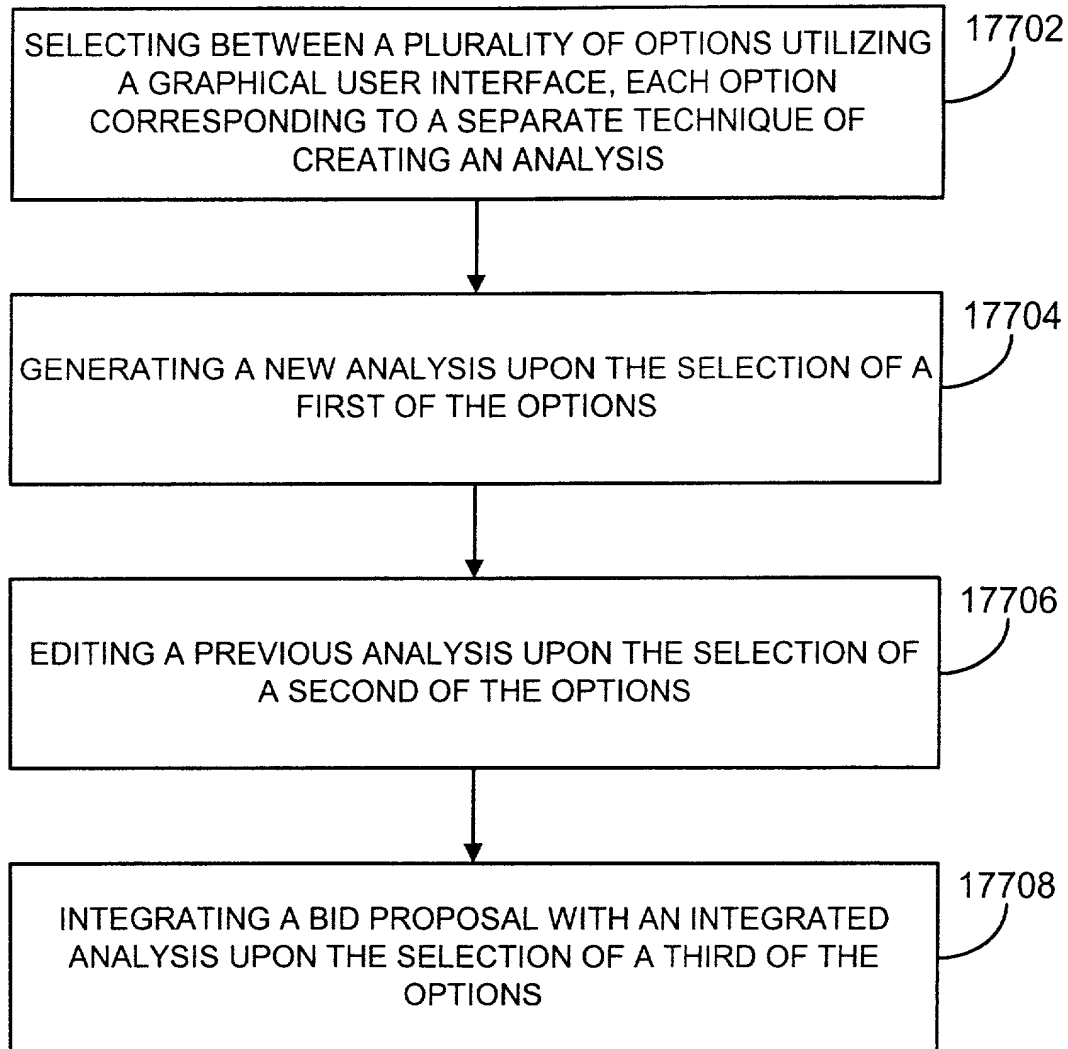 SELECTING BETWEEN A PLURALITY OF OPTIONS UTILIZING
A GRAPHICAL USER INTERFACE, EACH OPTION
CORRESPONDING TO A SEPARATE TECHNIQUE OF
CREATING AN ANALYSIS
17702
GENERATING A NEW ANALYSIS UPON THE SELECTION OF A
FIRST OF THE OPTIONS
17704
EDITING A PREVIOUS ANALYSIS UPON THE SELECTION OF
A SECOND OF THE OPTIONS
17706
INTEGRATING A BID PROPOSAL WITH AN INTEGRATED
ANALYSIS UPON THE SELECTION OF A THIRD OF THE
OPTIONS
17708